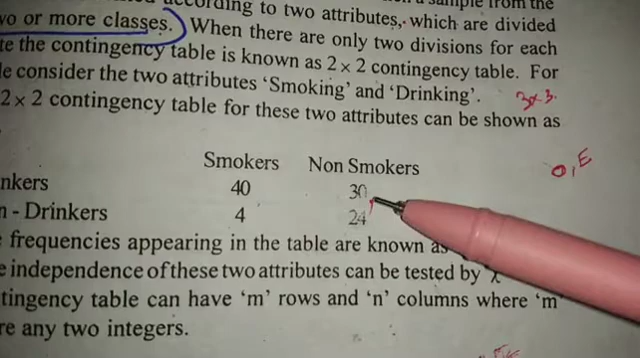 according to two attributes, which are divided
wo or more classes. When there are only two divisions for each
te the contingency table is known as 2 × 2 contingency table. For
le consider the two attributes 'Smoking' and 'Drinking'.
3×3.
2 × 2 contingency table for these two attributes can be shown as
O, E
Smokers Non Smokers
nkers 40 30
n - Drinkers 4 24
frequencies appearing in the table are known as
e independence of these two attributes can be tested by χ
tingency table can have 'm' rows and 'n' columns where 'm'
re any two integers.